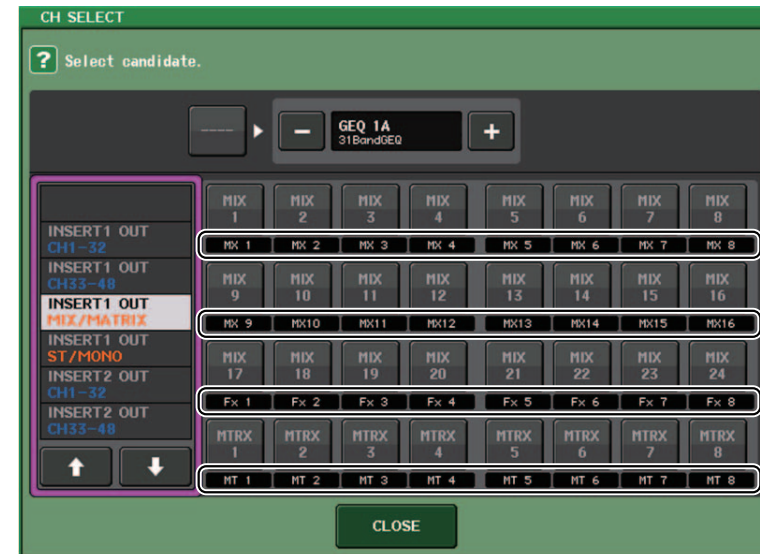 CH SELECT
? Select candidate.
---- GEQ 1A
31BandGEQ
INSERT1 OUT
CH1-32
INSERT1 OUT
CH33-48
INSERT1 OUT
MIX/MATRIX
INSERT1 OUT
ST/MONO
INSERT2 OUT
CH1-32
INSERT2 OUT
CH33-48
MIX 1 MIX 2 MIX 3 MIX 4 MIX 5 MIX 6 MIX 7 MIX 8
MX 1 MX 2 MX 3 MX 4 MX 5 MX 6 MX 7 MX 8
MIX 9 MIX 10 MIX 11 MIX 12 MIX 13 MIX 14 MIX 15 MIX 16
MX 9 MX10 MX11 MX12 MX13 MX14 MX15 MX16
MIX 17 MIX 18 MIX 19 MIX 20 MIX 21 MIX 22 MIX 23 MIX 24
Fx 1 Fx 2 Fx 3 Fx 4 Fx 5 Fx 6 Fx 7 Fx 8
MTRX 1 MTRX 2 MTRX 3 MTRX 4 MTRX 5 MTRX 6 MTRX 7 MTRX 8
MT 1 MT 2 MT 3 MT 4 MT 5 MT 6 MT 7 MT 8
CLOSE